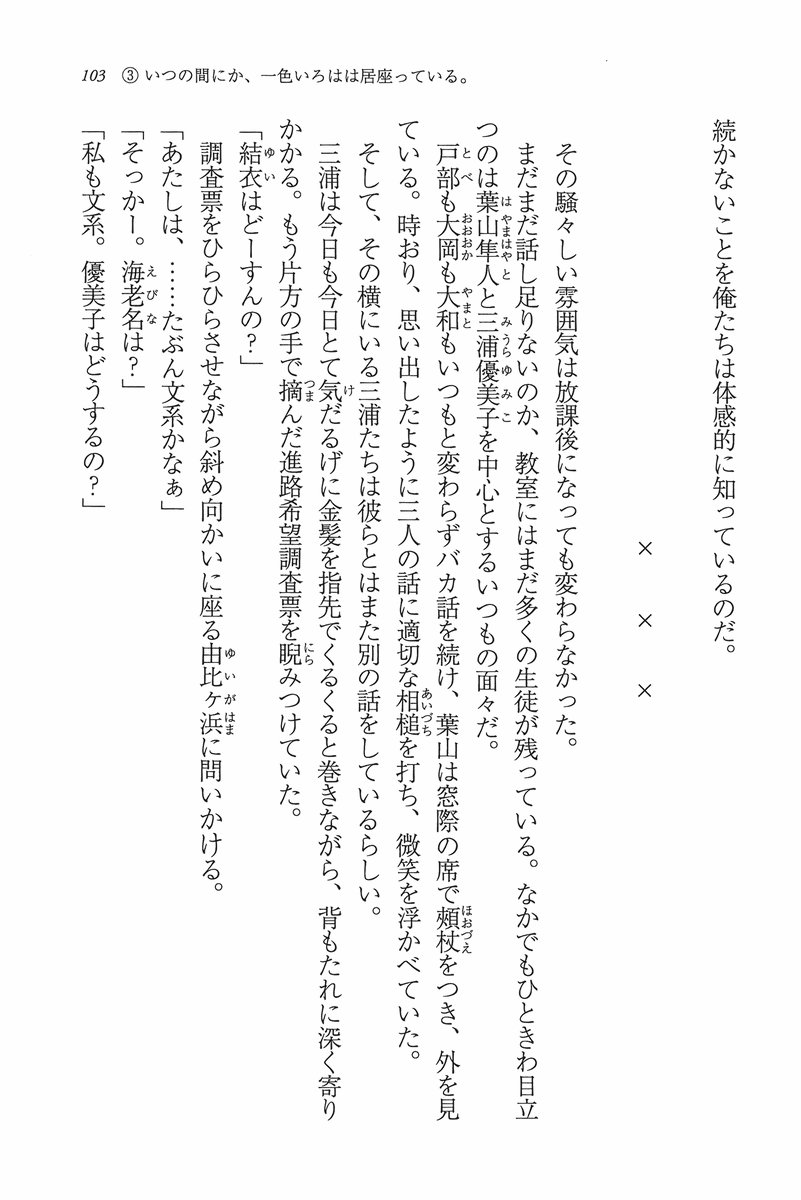 103 ③ いつの間にか、一色いろはは居座っている。
続かないことを俺たちは体感的に知っているのだ。
× × ×
その騒々しい雰囲気は放課後になっても変わらなかった。
まだまだ話し足りないのか、教室にはまだ多くの生徒が残っている。なかでもひときわ目立
つのは葉山隼人と三浦優美子を中心とするいつもの面々だ。
戸部も大岡も大和もいつもと変わらずバカ話を続け、葉山は窓際の席で頰杖をつき、外を見
ている。時おり、思い出したように三人の話に適切な相槌を打ち、微笑を浮かべていた。
そして、その横にいる三浦たちは彼らとはまた別の話をしているらしい。
三浦は今日も今日とて気だるげに金髪を指先でくるくると巻きながら、背もたれに深く寄り
かかる。もう片方の手で摘んだ進路希望調査票を睨みつけていた。
「結衣はどーすんの？」
調査票をひらひらさせながら斜め向かいに座る由比ヶ浜に問いかける。
「あたしは、……たぶん文系かなぁ」
「そっかー。海老名は？」
「私も文系。優美子はどうするの？」